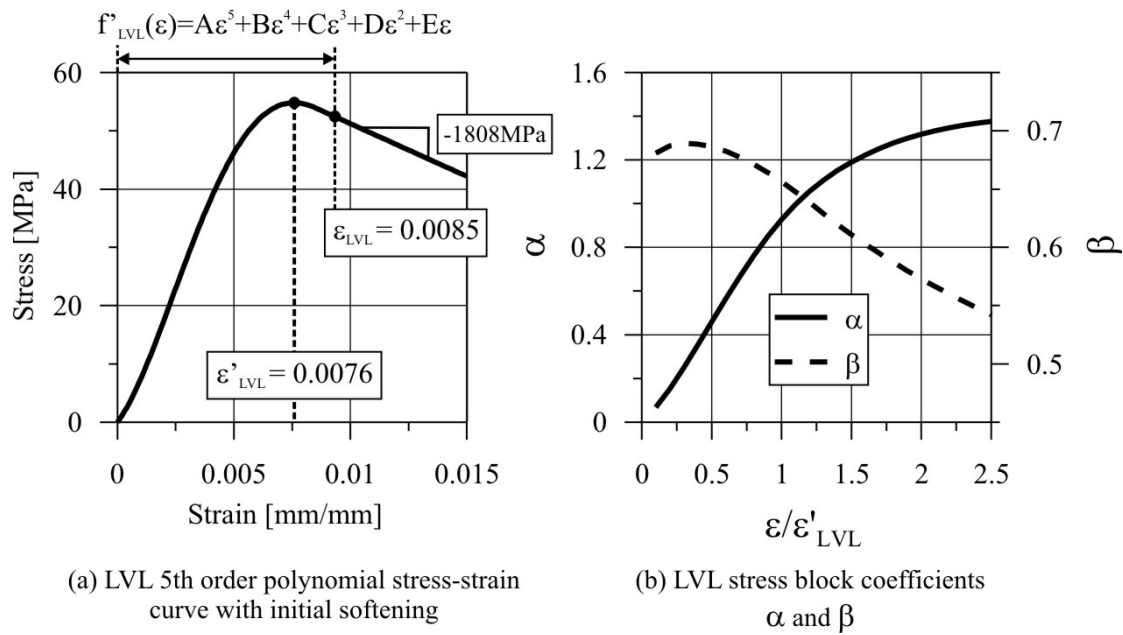 f'LVL(ε)=Aε⁵+Bε⁴+Cε³+Dε²+Eε
60
40
20
0
Stress [MPa]
-1808MPa
εLVL = 0.0085
ε'LVL = 0.0076
0 0.005 0.01 0.015
Strain [mm/mm]
(a) LVL 5th order polynomial stress-strain
curve with initial softening
1.6
1.2
0.8
0.4
0
α
α
β
0.7
0.6
0.5
β
0 0.5 1 1.5 2 2.5
ε/ε'LVL
(b) LVL stress block coefficients
α and β